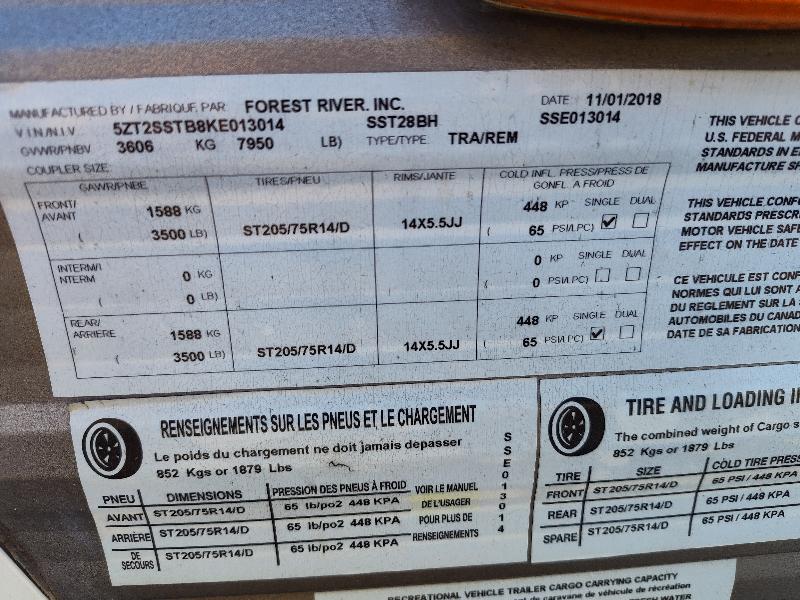 MANUFACTURED BY / FABRIQUE PAR FOREST RIVER. INC. DATE: 11/01/2018
V.I.N./N.I.V. 5ZT2SSTB8KE013014 SST28BH SSE013014
GVWR/PNBV 3606 KG 7950 LB) TYPE/TYPE TRA/REM
COUPLER SIZE
GAWR/PNBE TIRES/PNEU RIMS/JANTE COLD INFL. PRESS/PRESS DE
GONFL. A FROID
FRONT/ 1588 KG 448 KP SINGLE DUAL
AVANT ( 3500 LB) ST205/75R14/D 14X5.5JJ ( 65 PSI/LPC)
INTERM/I 0 KG 0 KP SINGLE DUAL
NTERM ( 0 LB) ( 0 PSI/LPC)
REAR/ 1588 KG 448 KP SINGLE DUAL
ARRIÈRE ( 3500 LB) ST205/75R14/D 14X5.5JJ ( 65 PSI/LPC)
THIS VEHICLE
U.S. FEDERAL
STANDARDS IN
MANUFACTURE
THIS VEHICLE
STANDARDS
MOTOR VEHICLE
EFFECT ON THE DATE
CE VEHICULE EST
NORMES QUI LUI SONT
DU REGLEMENT SUR LA
AUTOMOBILES DU
DATE DE SA
RENSEIGNEMENTS SUR LES PNEUS ET LE CHARGEMENT
Le poids du chargement ne doit jamais depasser
852 Kgs or 1879 Lbs
PNEU DIMENSIONS PRESSION DES PNEUS À FROID
AVANT ST205/75R14/D 65 lb/po2 448 KPA
ARRIÈRE ST205/75R14/D 65 lb/po2 448 KPA
DE SECOURS ST205/75R14/D 65 lb/po2 448 KPA
VOIR LE MANUEL
DE L'USAGER
POUR PLUS DE
RENSEIGNEMENTS
SSE013014
TIRE AND LOADING
The combined weight of Cargo
852 Kgs or 1879 Lbs
TIRE SIZE COLD TIRE
FRONT ST205/75R14/D 65 PSI / 448 KPA
REAR ST205/75R14/D 65 PSI / 448 KPA
SPARE ST205/75R14/D 65 PSI / 448 KPA
RECREATIONAL VEHICLE TRAILER CARGO CARRYING CAPACITY
de caravane de véhicule de récréation